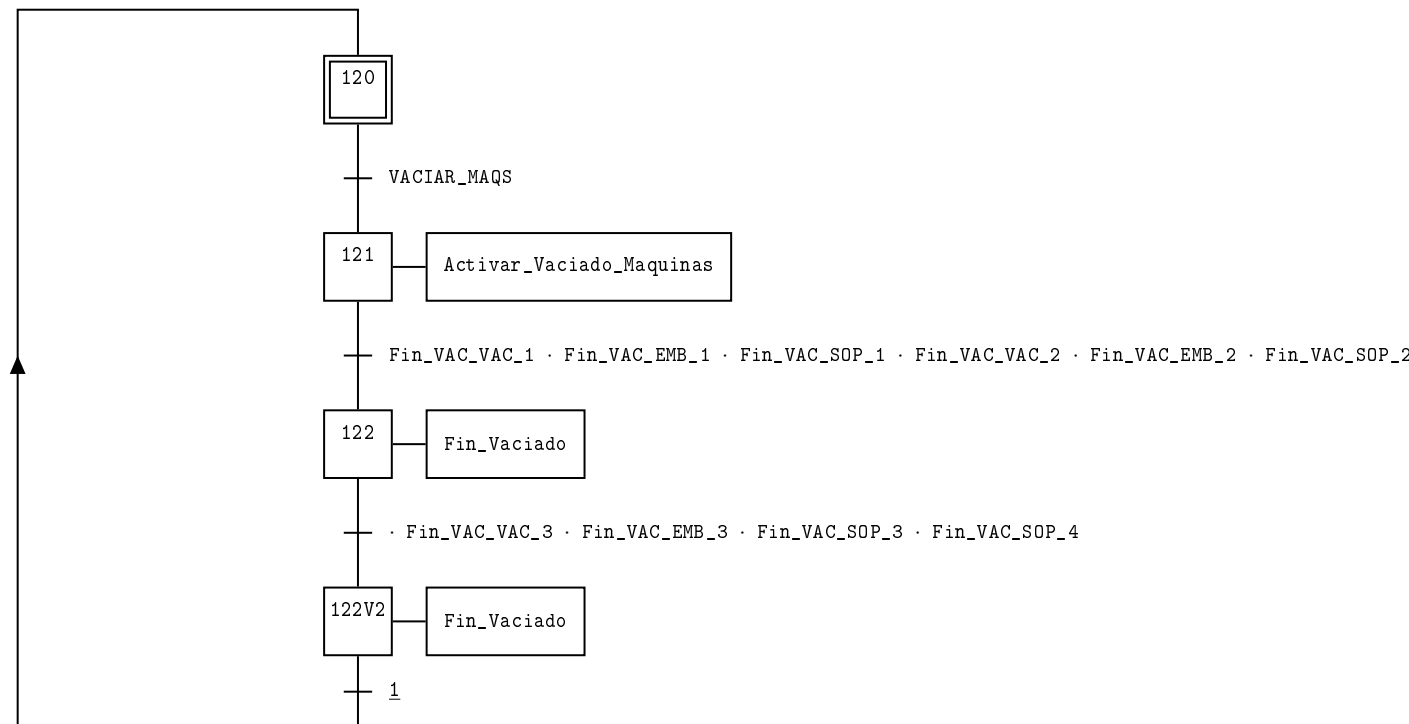 120
VACIAR_MAQS
121
Activar_Vaciado_Maquinas
Fin_VAC_VAC_1 · Fin_VAC_EMB_1 · Fin_VAC_SOP_1 · Fin_VAC_VAC_2 · Fin_VAC_EMB_2 · Fin_VAC_SOP_2
122
Fin_Vaciado
· Fin_VAC_VAC_3 · Fin_VAC_EMB_3 · Fin_VAC_SOP_3 · Fin_VAC_SOP_4
122V2
Fin_Vaciado
1